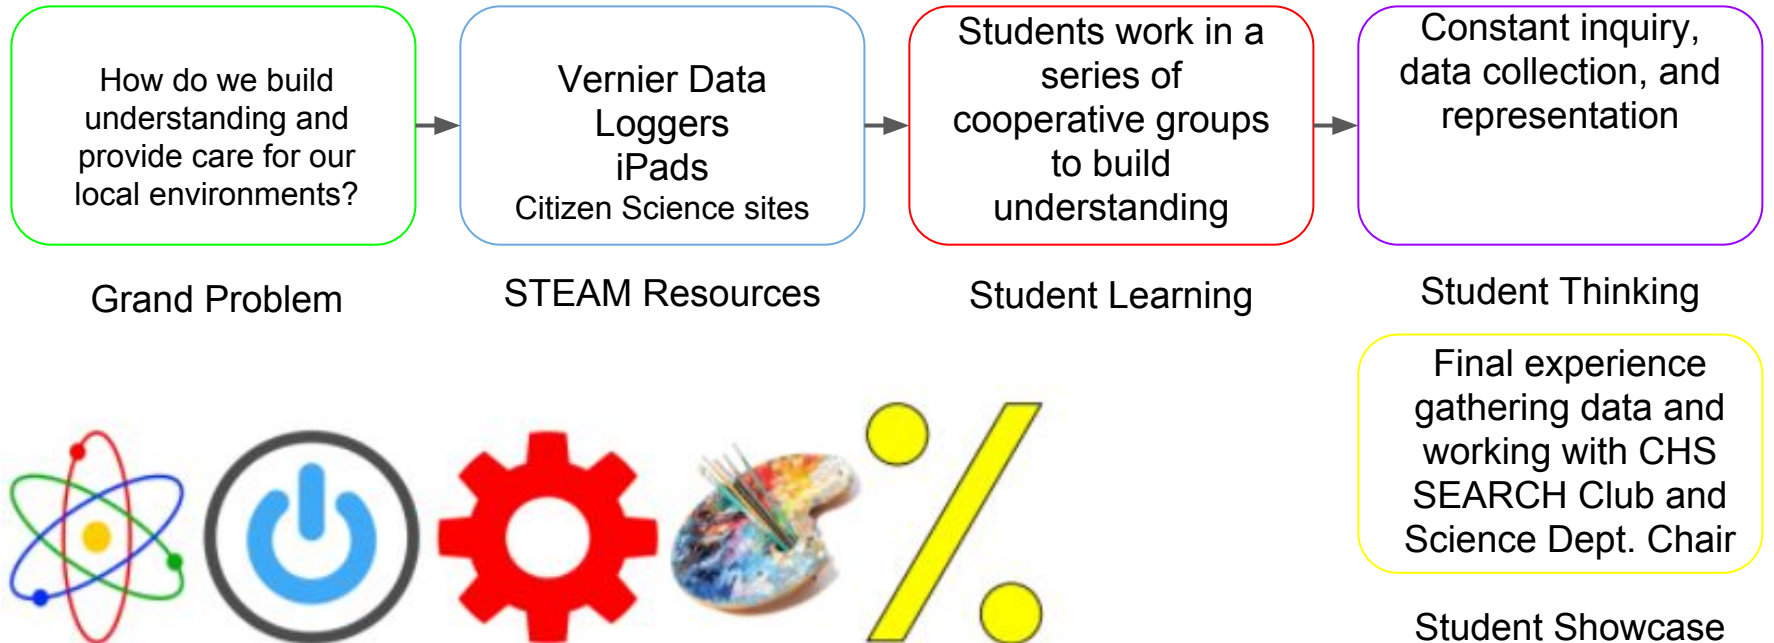 How do we build
understanding and
provide care for our
local environments?
Grand Problem
Vernier Data
Loggers
iPads
Citizen Science sites
STEAM Resources
Students work in a
series of
cooperative groups
to build
understanding
Student Learning
Constant inquiry,
data collection, and
representation
Student Thinking
Final experience
gathering data and
working with CHS
SEARCH Club and
Science Dept. Chair
Student Showcase